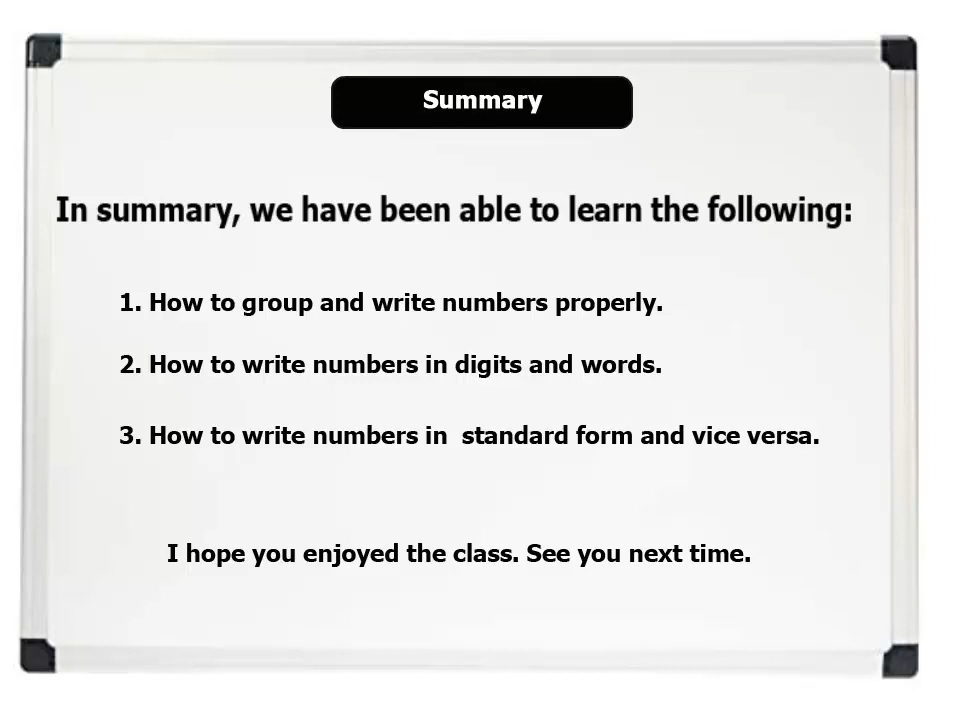 Summary
In summary, we have been able to learn the following:
1. How to group and write numbers properly.
2. How to write numbers in digits and words.
3. How to write numbers in  standard form and vice versa.
I hope you enjoyed the class. See you next time.